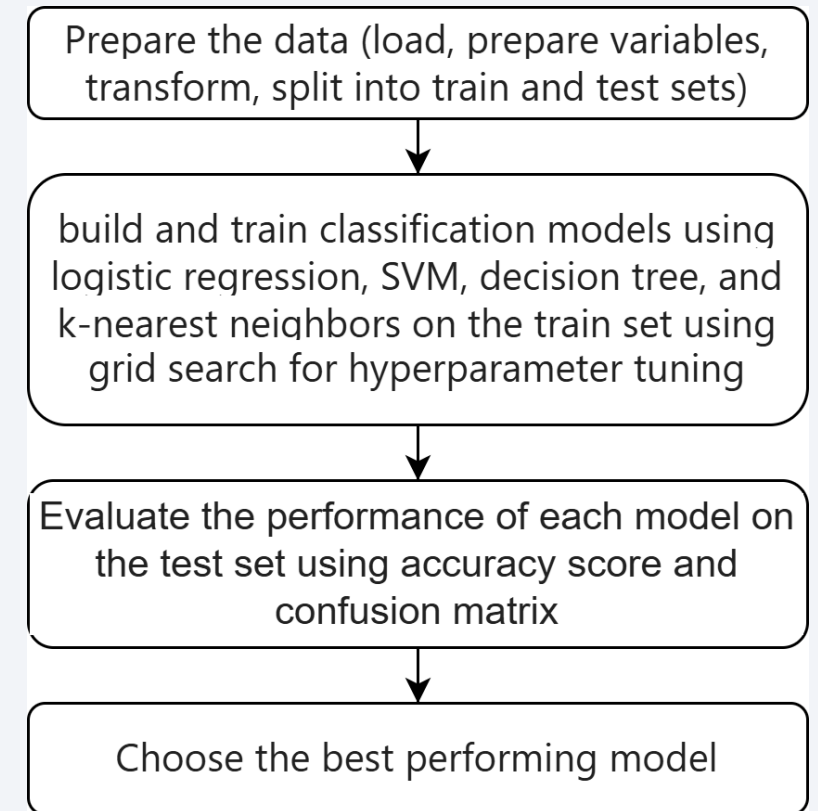 Prepare the data (load, prepare variables,
transform, split into train and test sets)
build and train classification models using
logistic regression, SVM, decision tree, and
k-nearest neighbors on the train set using
grid search for hyperparameter tuning
Evaluate the performance of each model on
the test set using accuracy score and
confusion matrix
Choose the best performing model